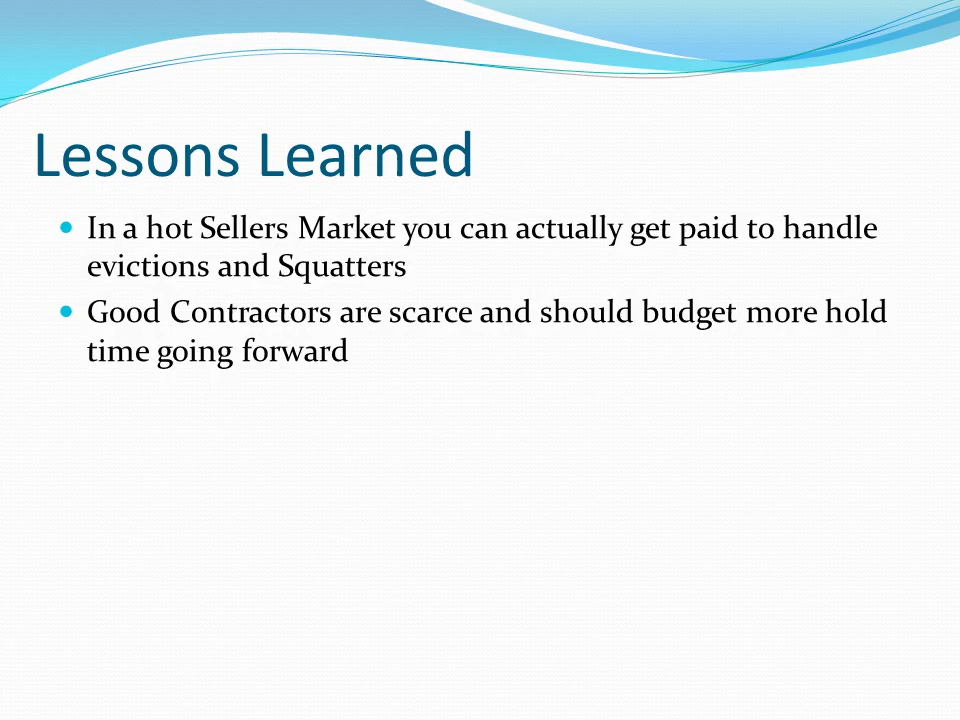 Lessons Learned
In a hot Sellers Market you can actually get paid to handle
evictions and Squatters
Good Contractors are scarce and should budget more hold
time going forward